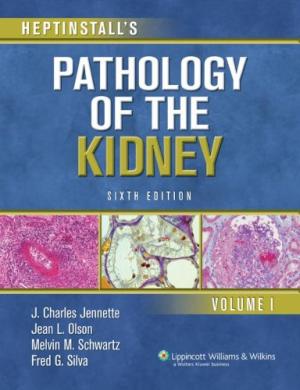 HEPTINSTALL'S
PATHOLOGY
OF THE
KIDNEY
SIXTH EDITION
J. Charles Jennette
Jean L. Olson
Melvin M. Schwartz
Fred G. Silva
VOLUME I
Lippincott Williams & Wilkins
a Wolters Kluwer business